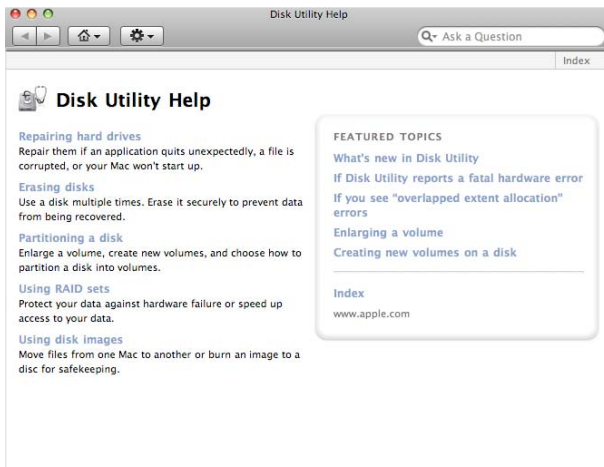 Disk Utility Help
Ask a Question
Index
Disk Utility Help
Repairing hard drives
Repair them if an application quits unexpectedly, a file is
corrupted, or your Mac won't start up.
Erasing disks
Use a disk multiple times. Erase it securely to prevent data
from being recovered.
Partitioning a disk
Enlarge a volume, create new volumes, and choose how to
partition a disk into volumes.
Using RAID sets
Protect your data against hardware failure or speed up
access to your data.
Using disk images
Move files from one Mac to another or burn an image to a
disc for safekeeping.
FEATURED TOPICS
What's new in Disk Utility
If Disk Utility reports a fatal hardware error
If you see "overlapped extent allocation"
errors
Enlarging a volume
Creating new volumes on a disk
Index
www.apple.com